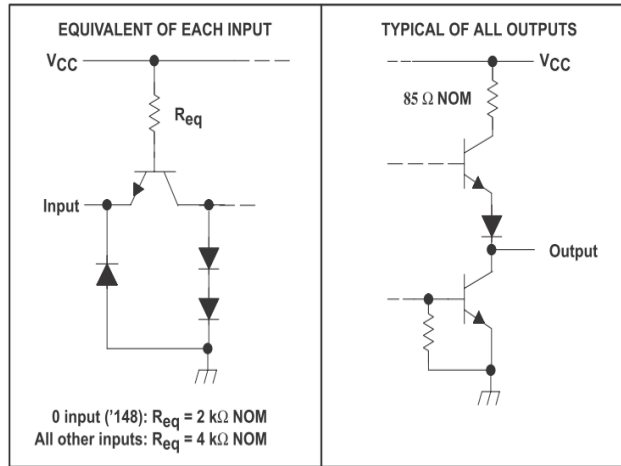 EQUIVALENT OF EACH INPUT
VCC
Req
Input
0 input ('148): Req = 2 kΩ NOM
All other inputs: Req = 4 kΩ NOM
TYPICAL OF ALL OUTPUTS
VCC
85 Ω NOM
Output